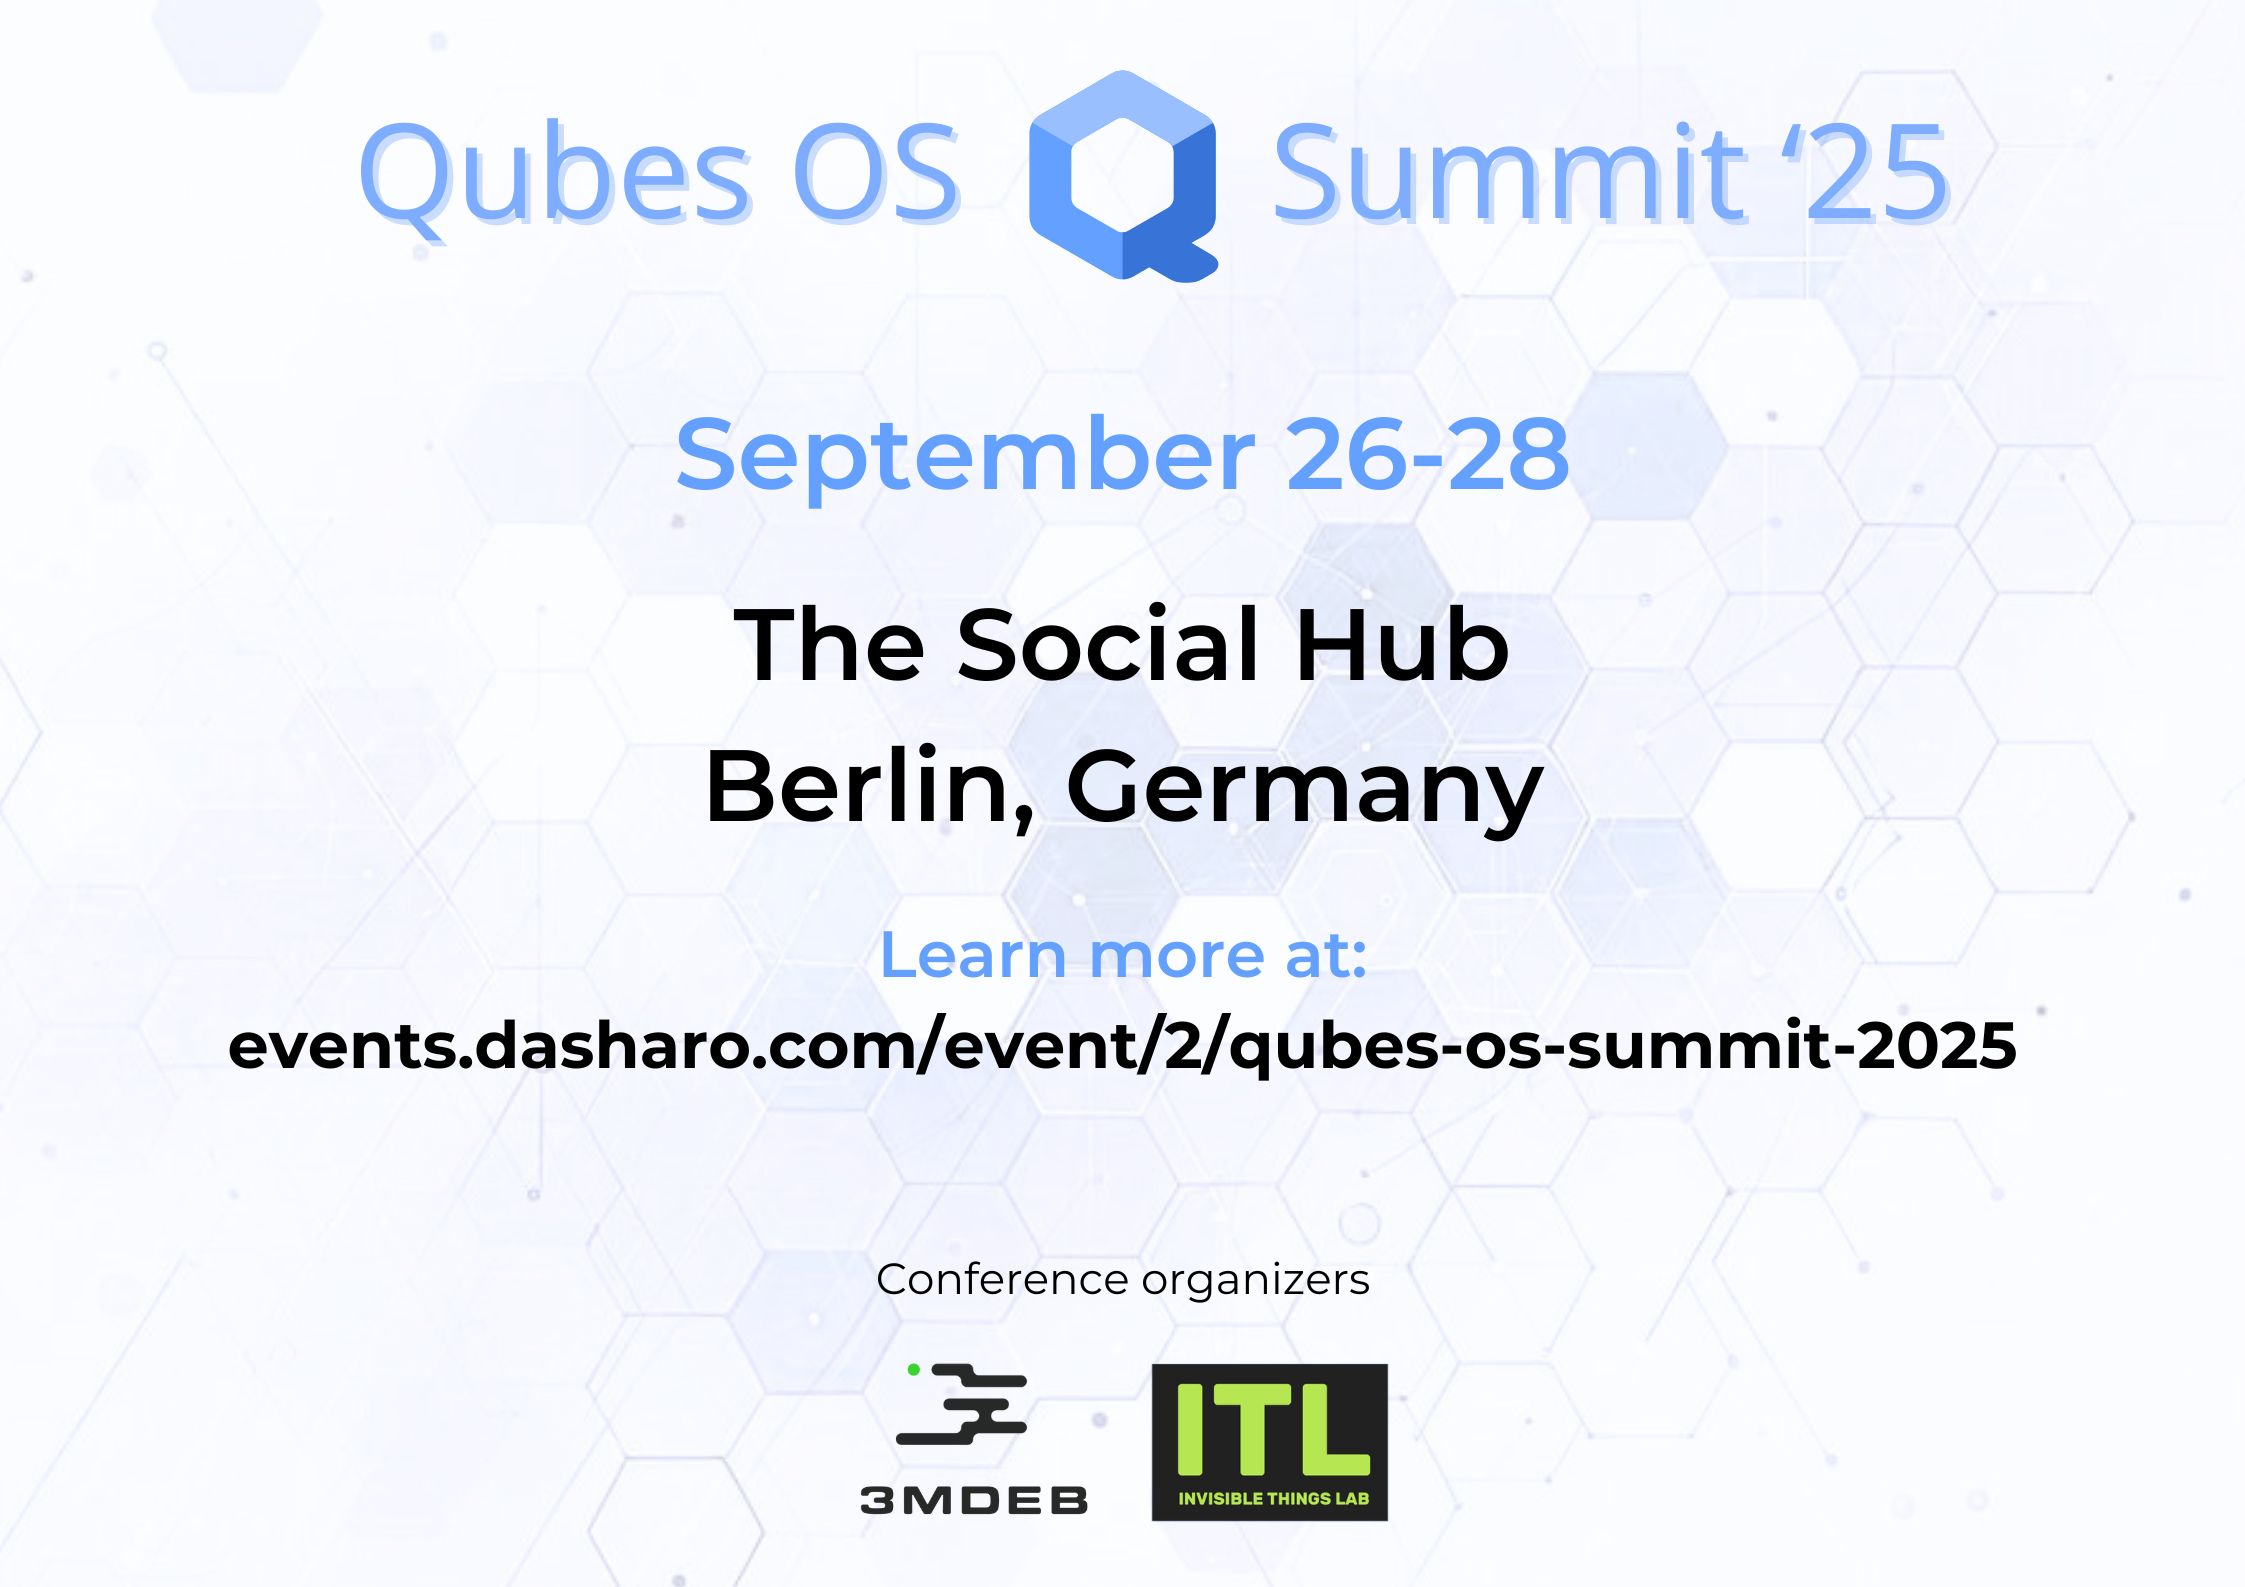 Qubes OS Summit ‘25
September 26-28
The Social Hub
Berlin, Germany
Learn more at:
events.dasharo.com/event/2/qubes-os-summit-2025
Conference organizers
3MDEB
ITL
INVISIBLE THINGS LAB